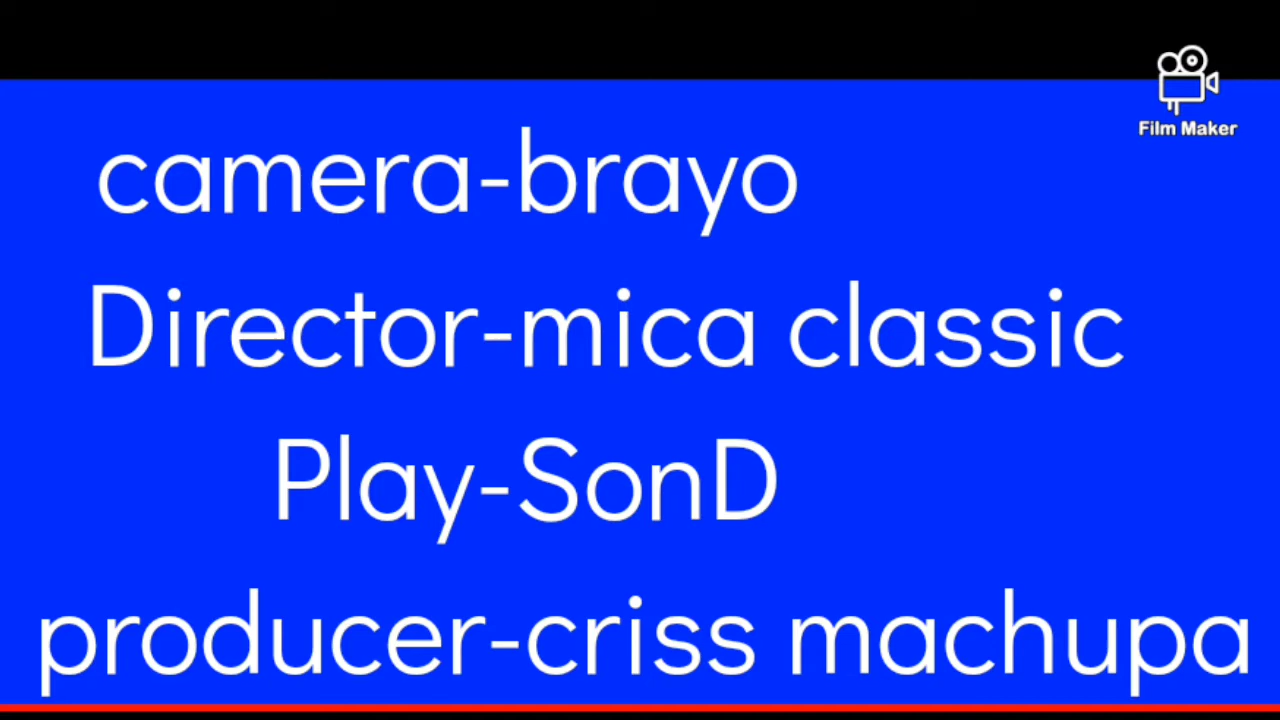 Film Maker
camera-brayo
Director-mica classic
Play-SonD
producer-criss machupa